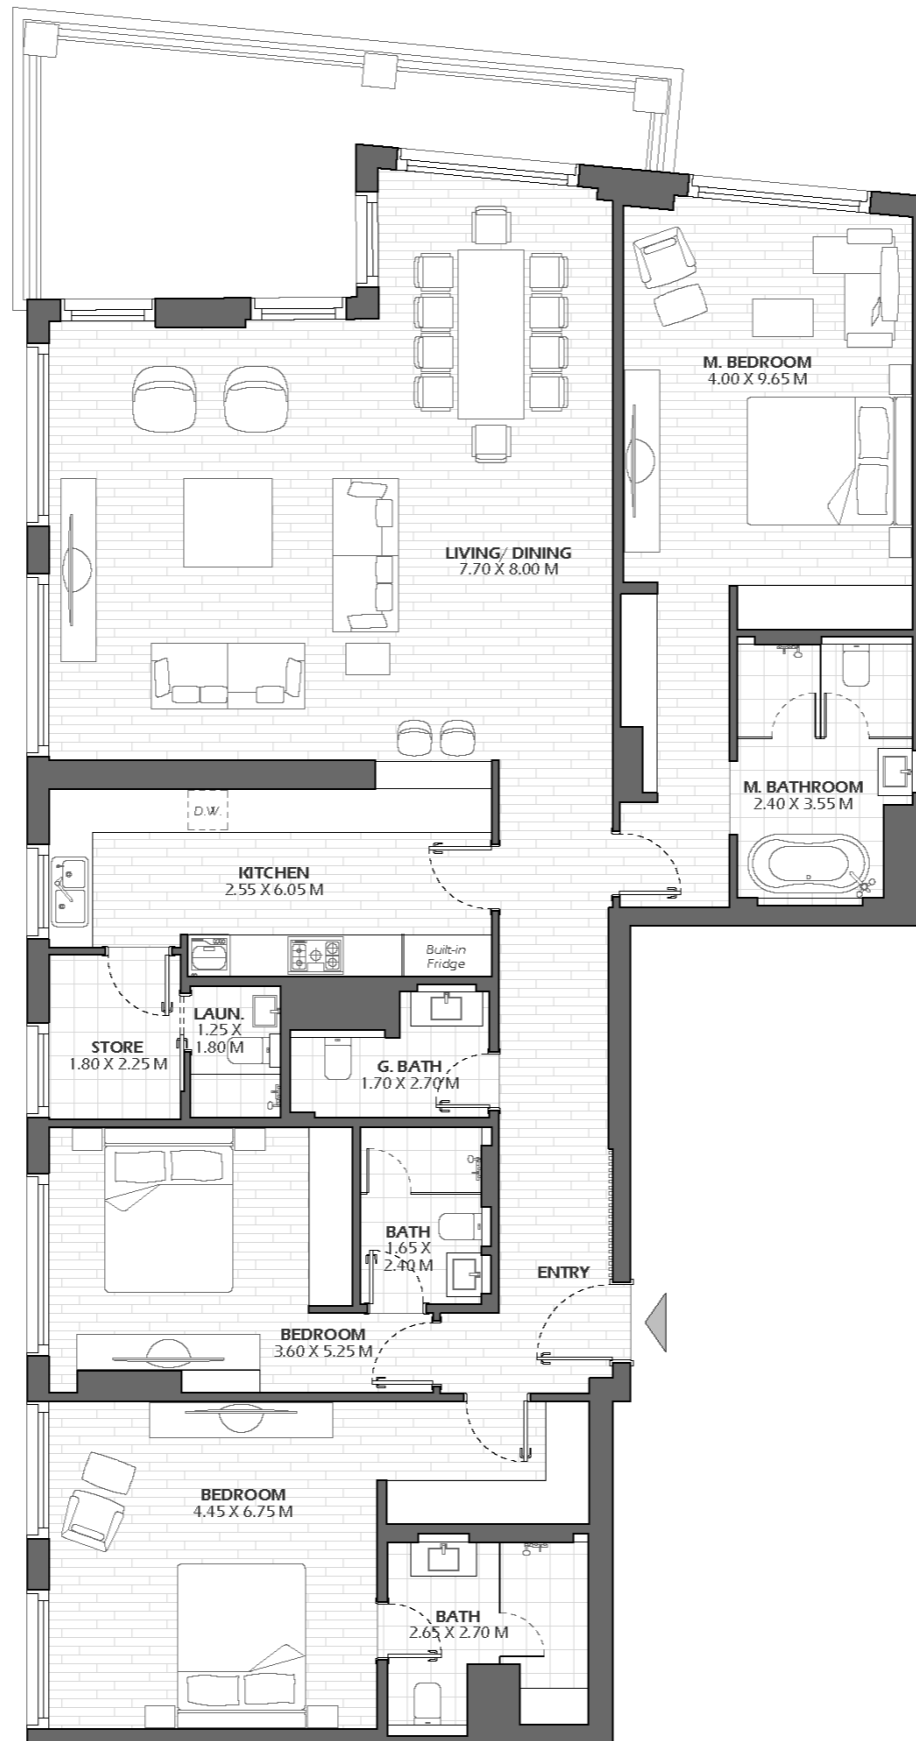 M. BEDROOM
4.00 X 9.65 M
LIVING/ DINING
7.70 X 8.00 M
M. BATHROOM
2.40 X 3.55 M
D.W.
KITCHEN
2.55 X 6.05 M
Built-in
Fridge
LAUN.
1.25 X
1.80 M
STORE
1.80 X 2.25 M
G. BATH
1.70 X 2.70 M
BATH
1.65 X
2.40 M
ENTRY
BEDROOM
3.60 X 5.25 M
BEDROOM
4.45 X 6.75 M
BATH
2.65 X 2.70 M